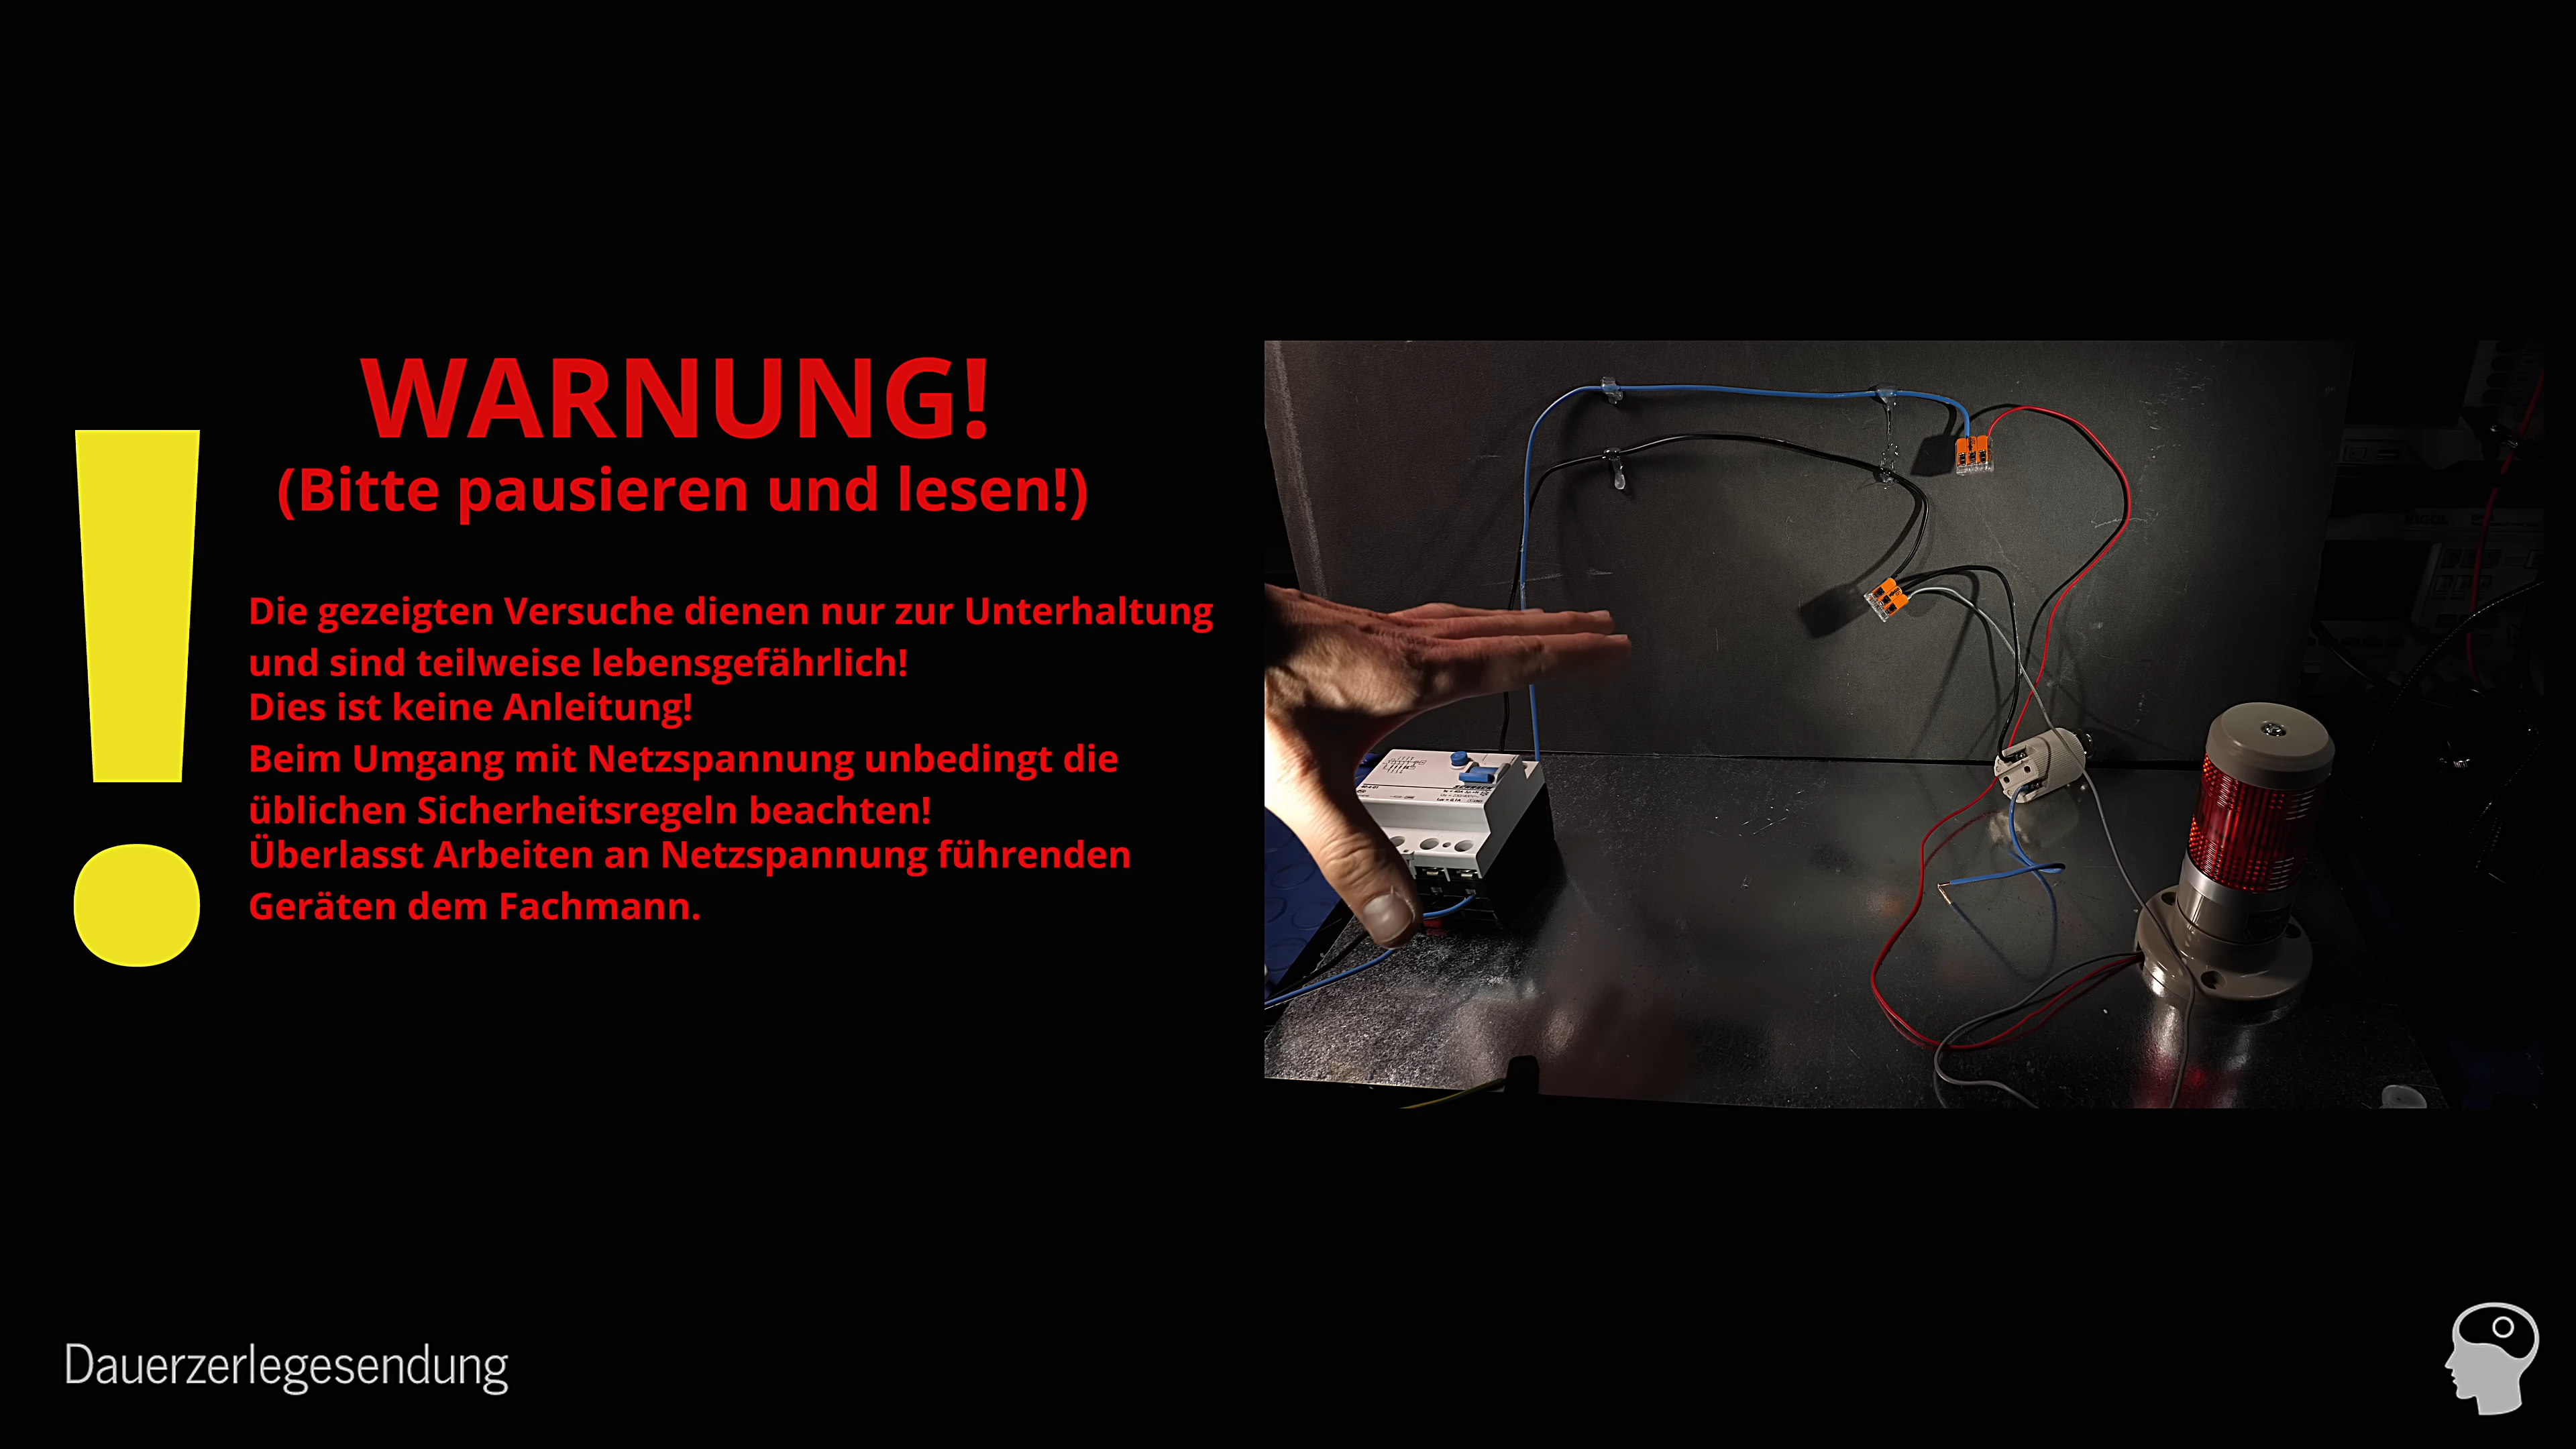 WARNUNG!
(Bitte pausieren und lesen!)
Die gezeigten Versuche dienen nur zur Unterhaltung
und sind teilweise lebensgefährlich!
Dies ist keine Anleitung!
Beim Umgang mit Netzspannung unbedingt die
üblichen Sicherheitsregeln beachten!
Überlasst Arbeiten an Netzspannung führenden
Geräten dem Fachmann.
Dauerzerlegesendung